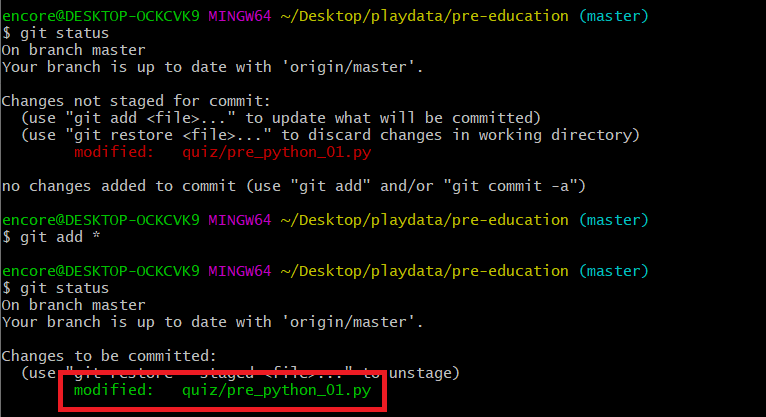 encore@DESKTOP-OCKCVK9 MINGW64 ~/Desktop/playdata/pre-education (master)
$ git status
On branch master
Your branch is up to date with 'origin/master'.
Changes not staged for commit:
  (use "git add <file>..." to update what will be committed)
  (use "git restore <file>..." to discard changes in working directory)
        modified:   quiz/pre_python_01.py
no changes added to commit (use "git add" and/or "git commit -a")
encore@DESKTOP-OCKCVK9 MINGW64 ~/Desktop/playdata/pre-education (master)
$ git add *
encore@DESKTOP-OCKCVK9 MINGW64 ~/Desktop/playdata/pre-education (master)
$ git status
On branch master
Your branch is up to date with 'origin/master'.
Changes to be committed:
  (use "git restore --staged <file>..." to unstage)
        modified:   quiz/pre_python_01.py